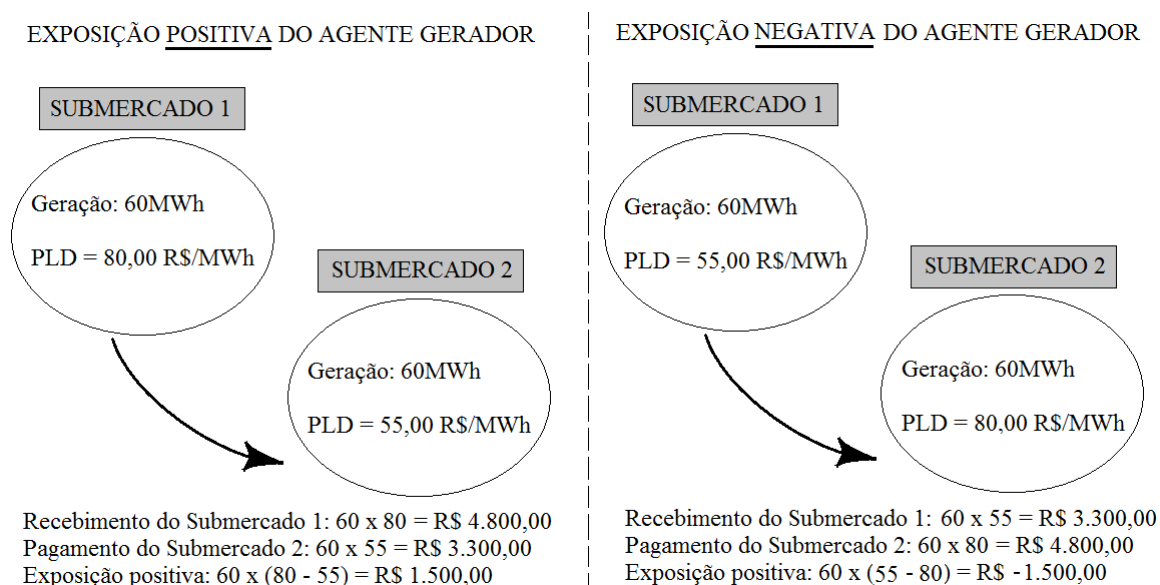 EXPOSIÇÃO POSITIVA DO AGENTE GERADOR
SUBMERCADO 1
Geração: 60MWh
PLD = 80,00 R$/MWh
SUBMERCADO 2
Geração: 60MWh
PLD = 55,00 R$/MWh
Recebimento do Submercado 1: 60 x 80 = R$ 4.800,00
Pagamento do Submercado 2: 60 x 55 = R$ 3.300,00
Exposição positiva: 60 x (80 - 55) = R$ 1.500,00
EXPOSIÇÃO NEGATIVA DO AGENTE GERADOR
SUBMERCADO 1
Geração: 60MWh
PLD = 55,00 R$/MWh
SUBMERCADO 2
Geração: 60MWh
PLD = 80,00 R$/MWh
Recebimento do Submercado 1: 60 x 55 = R$ 3.300,00
Pagamento do Submercado 2: 60 x 80 = R$ 4.800,00
Exposição positiva: 60 x (55 - 80) = R$ -1.500,00